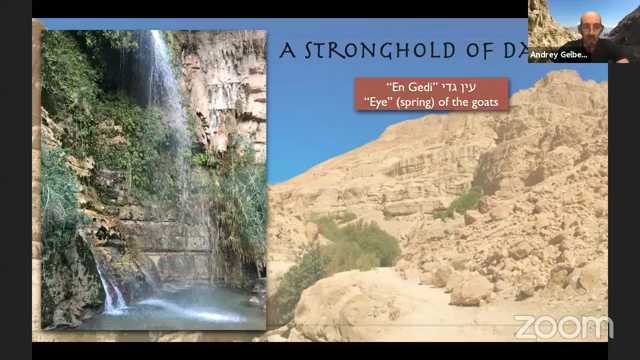 A STRONGHOLD OF DA
Andrey Gelbe...
"En Gedi" עין גדי
"Eye" (spring) of the goats
zoom